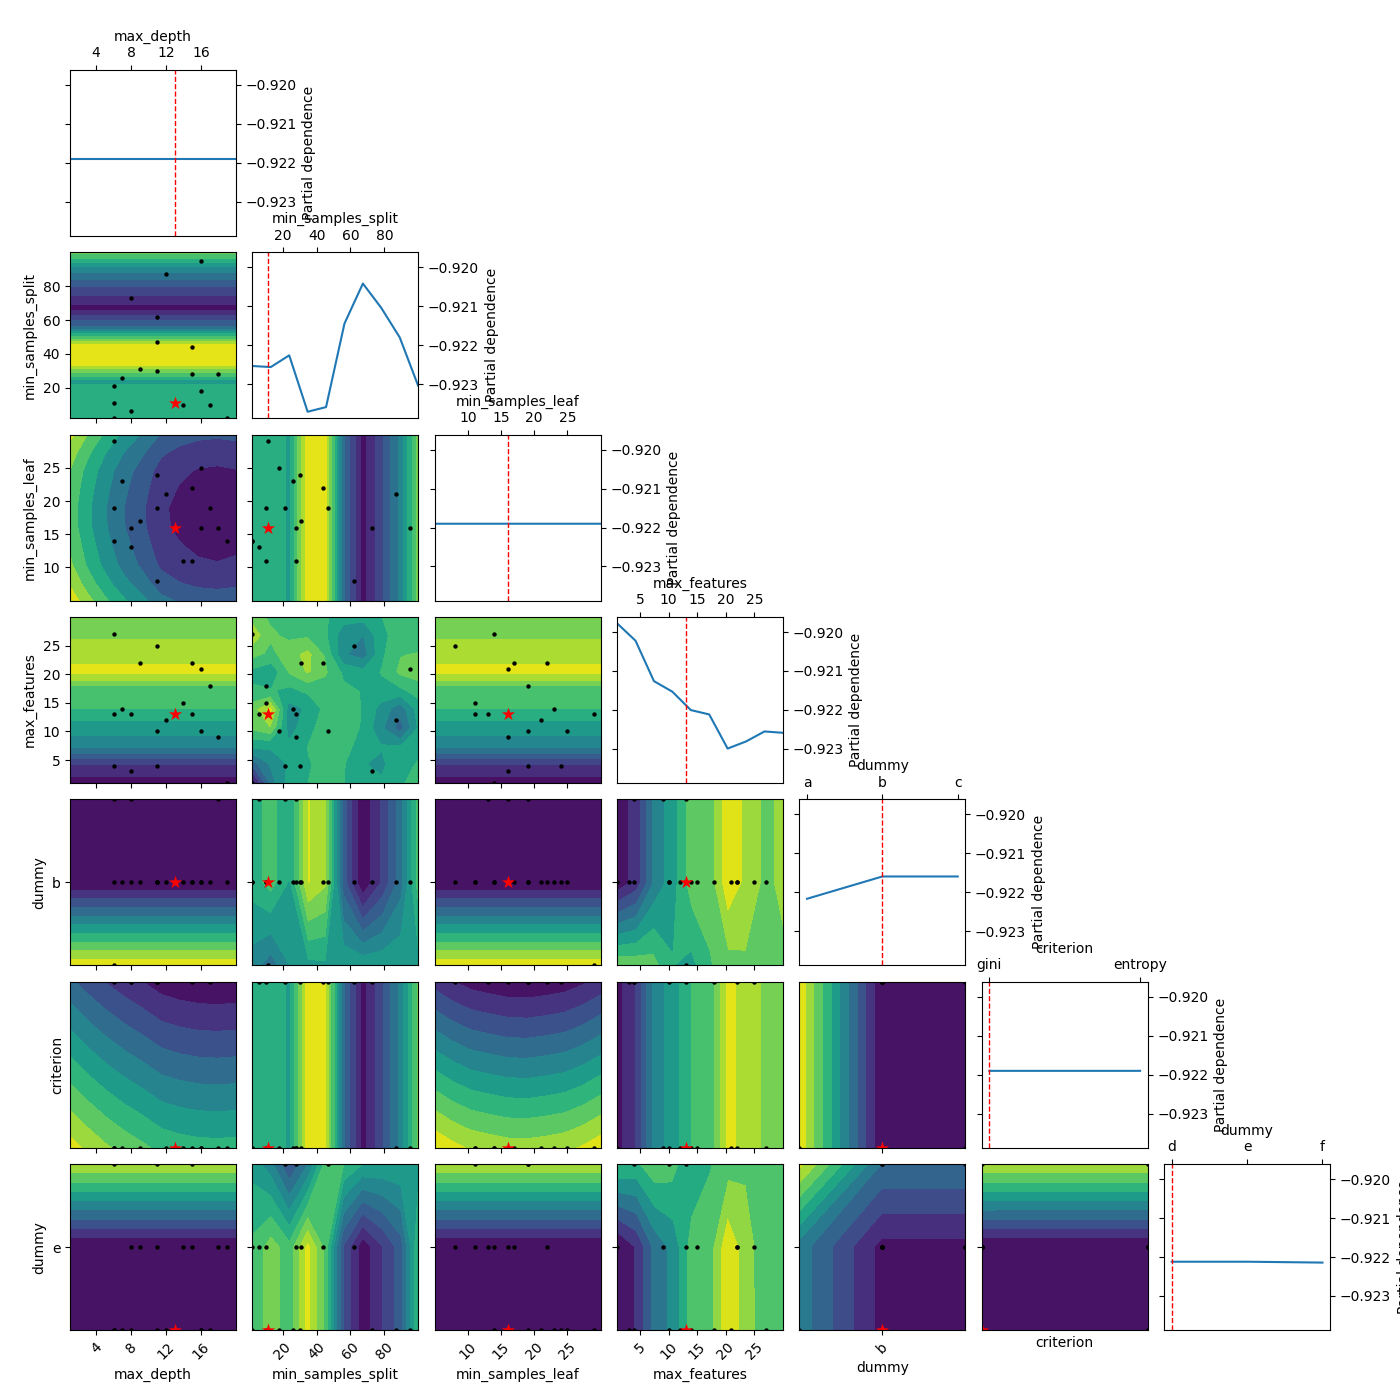 max_depth
4 8 12 16
−0.920
−0.921
−0.922
−0.923
Partial dependence
min_samples_split
20 40 60 80
min_samples_split
80
60
40
20
−0.920
−0.921
−0.922
−0.923
Partial dependence
min_samples_leaf
10 15 20 25
min_samples_leaf
25
20
15
10
−0.920
−0.921
−0.922
−0.923
Partial dependence
max_features
5 10 15 20 25
max_features
25
20
15
10
5
−0.920
−0.921
−0.922
−0.923
Partial dependence
dummy
a b c
dummy
b
−0.920
−0.921
−0.922
−0.923
Partial dependence
criterion
gini entropy
criterion
−0.920
−0.921
−0.922
−0.923
Partial dependence
dummy
d e f
dummy
e
−0.920
−0.921
−0.922
−0.923
4 8 12 16
max_depth
20 40 60 80
min_samples_split
10 15 20 25
min_samples_leaf
5 10 15 20 25
max_features
b
dummy
criterion